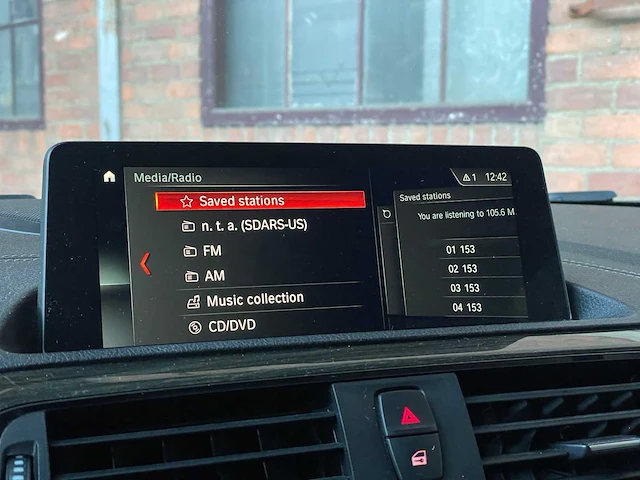 Media/Radio
1 12:42
Saved stations
n. t. a. (SDARS-US)
FM
AM
Music collection
CD/DVD
Saved stations
You are listening to 105.6 M
01 153
02 153
03 153
04 153